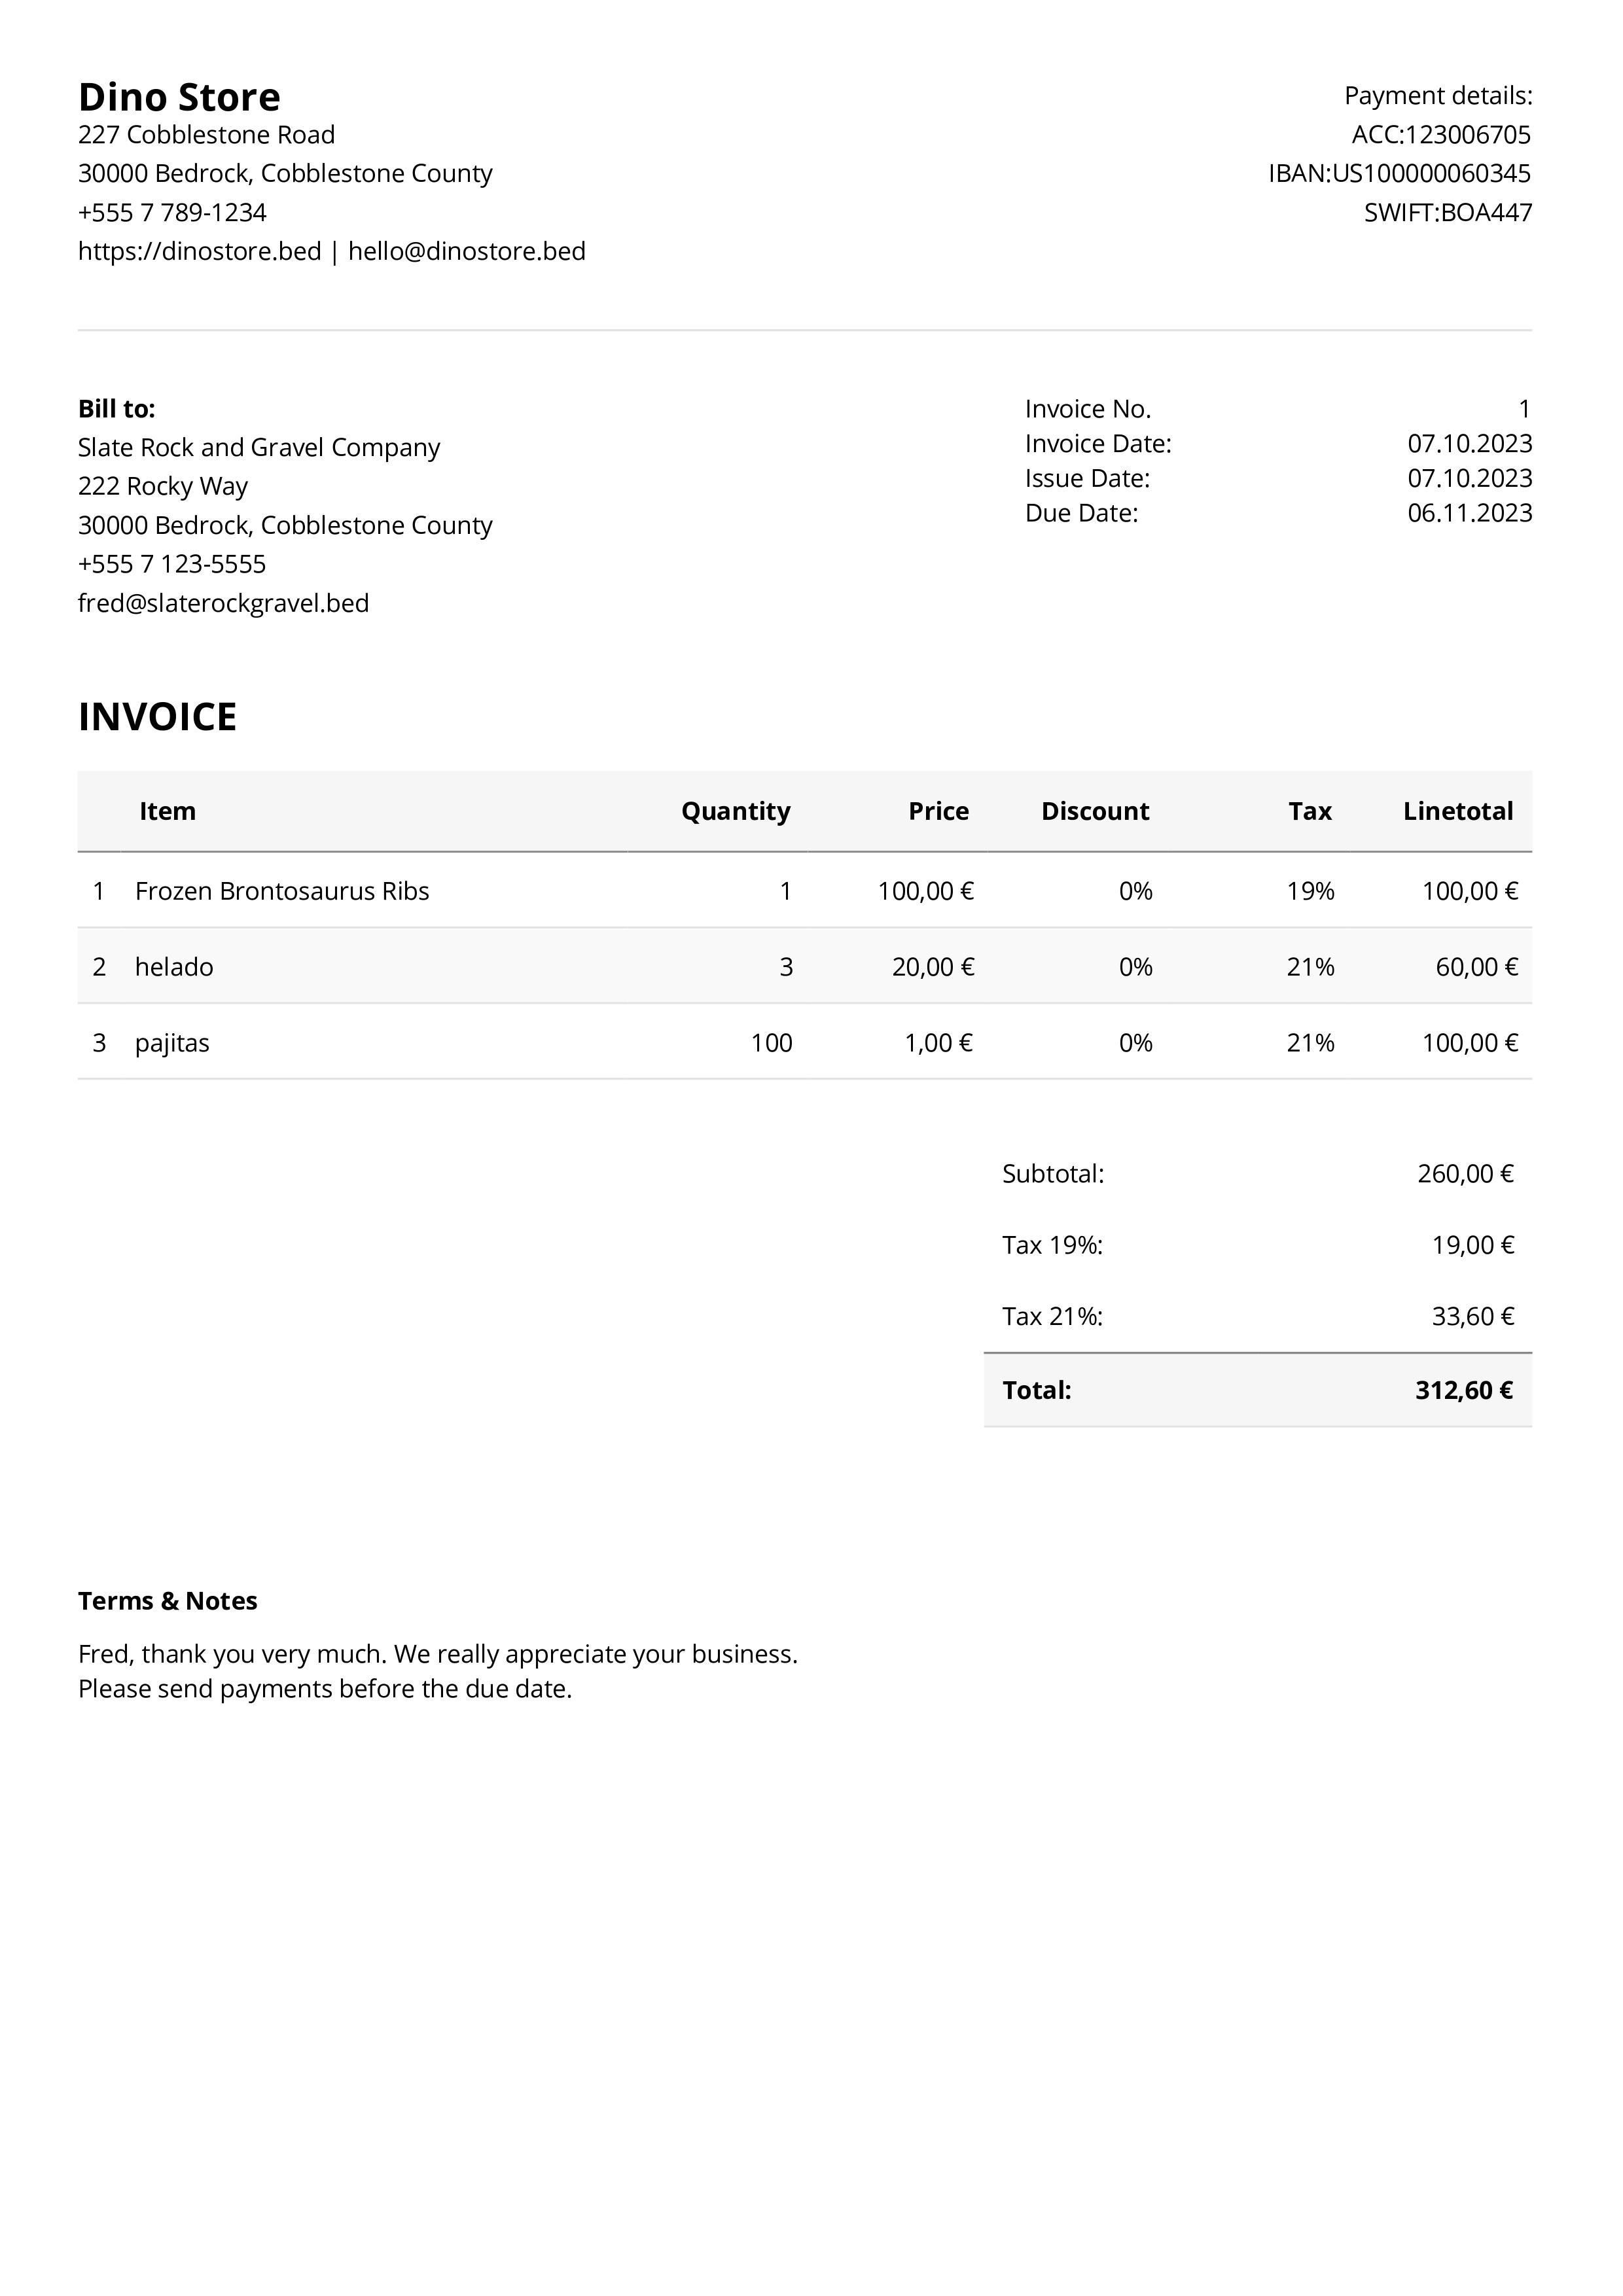 Dino Store
227 Cobblestone Road
30000 Bedrock, Cobblestone County
+555 7 789-1234
https://dinostore.bed | hello@dinostore.bed
Payment details:
ACC:123006705
IBAN:US100000060345
SWIFT:BOA447
Bill to:
Slate Rock and Gravel Company
222 Rocky Way
30000 Bedrock, Cobblestone County
+555 7 123-5555
fred@slaterockgravel.bed
Invoice No. 1
Invoice Date: 07.10.2023
Issue Date: 07.10.2023
Due Date: 06.11.2023
INVOICE
Item Quantity Price Discount Tax Linetotal
1 Frozen Brontosaurus Ribs 1 100,00 € 0% 19% 100,00 €
2 helado 3 20,00 € 0% 21% 60,00 €
3 pajitas 100 1,00 € 0% 21% 100,00 €
Subtotal: 260,00 €
Tax 19%: 19,00 €
Tax 21%: 33,60 €
Total: 312,60 €
Terms & Notes
Fred, thank you very much. We really appreciate your business.
Please send payments before the due date.